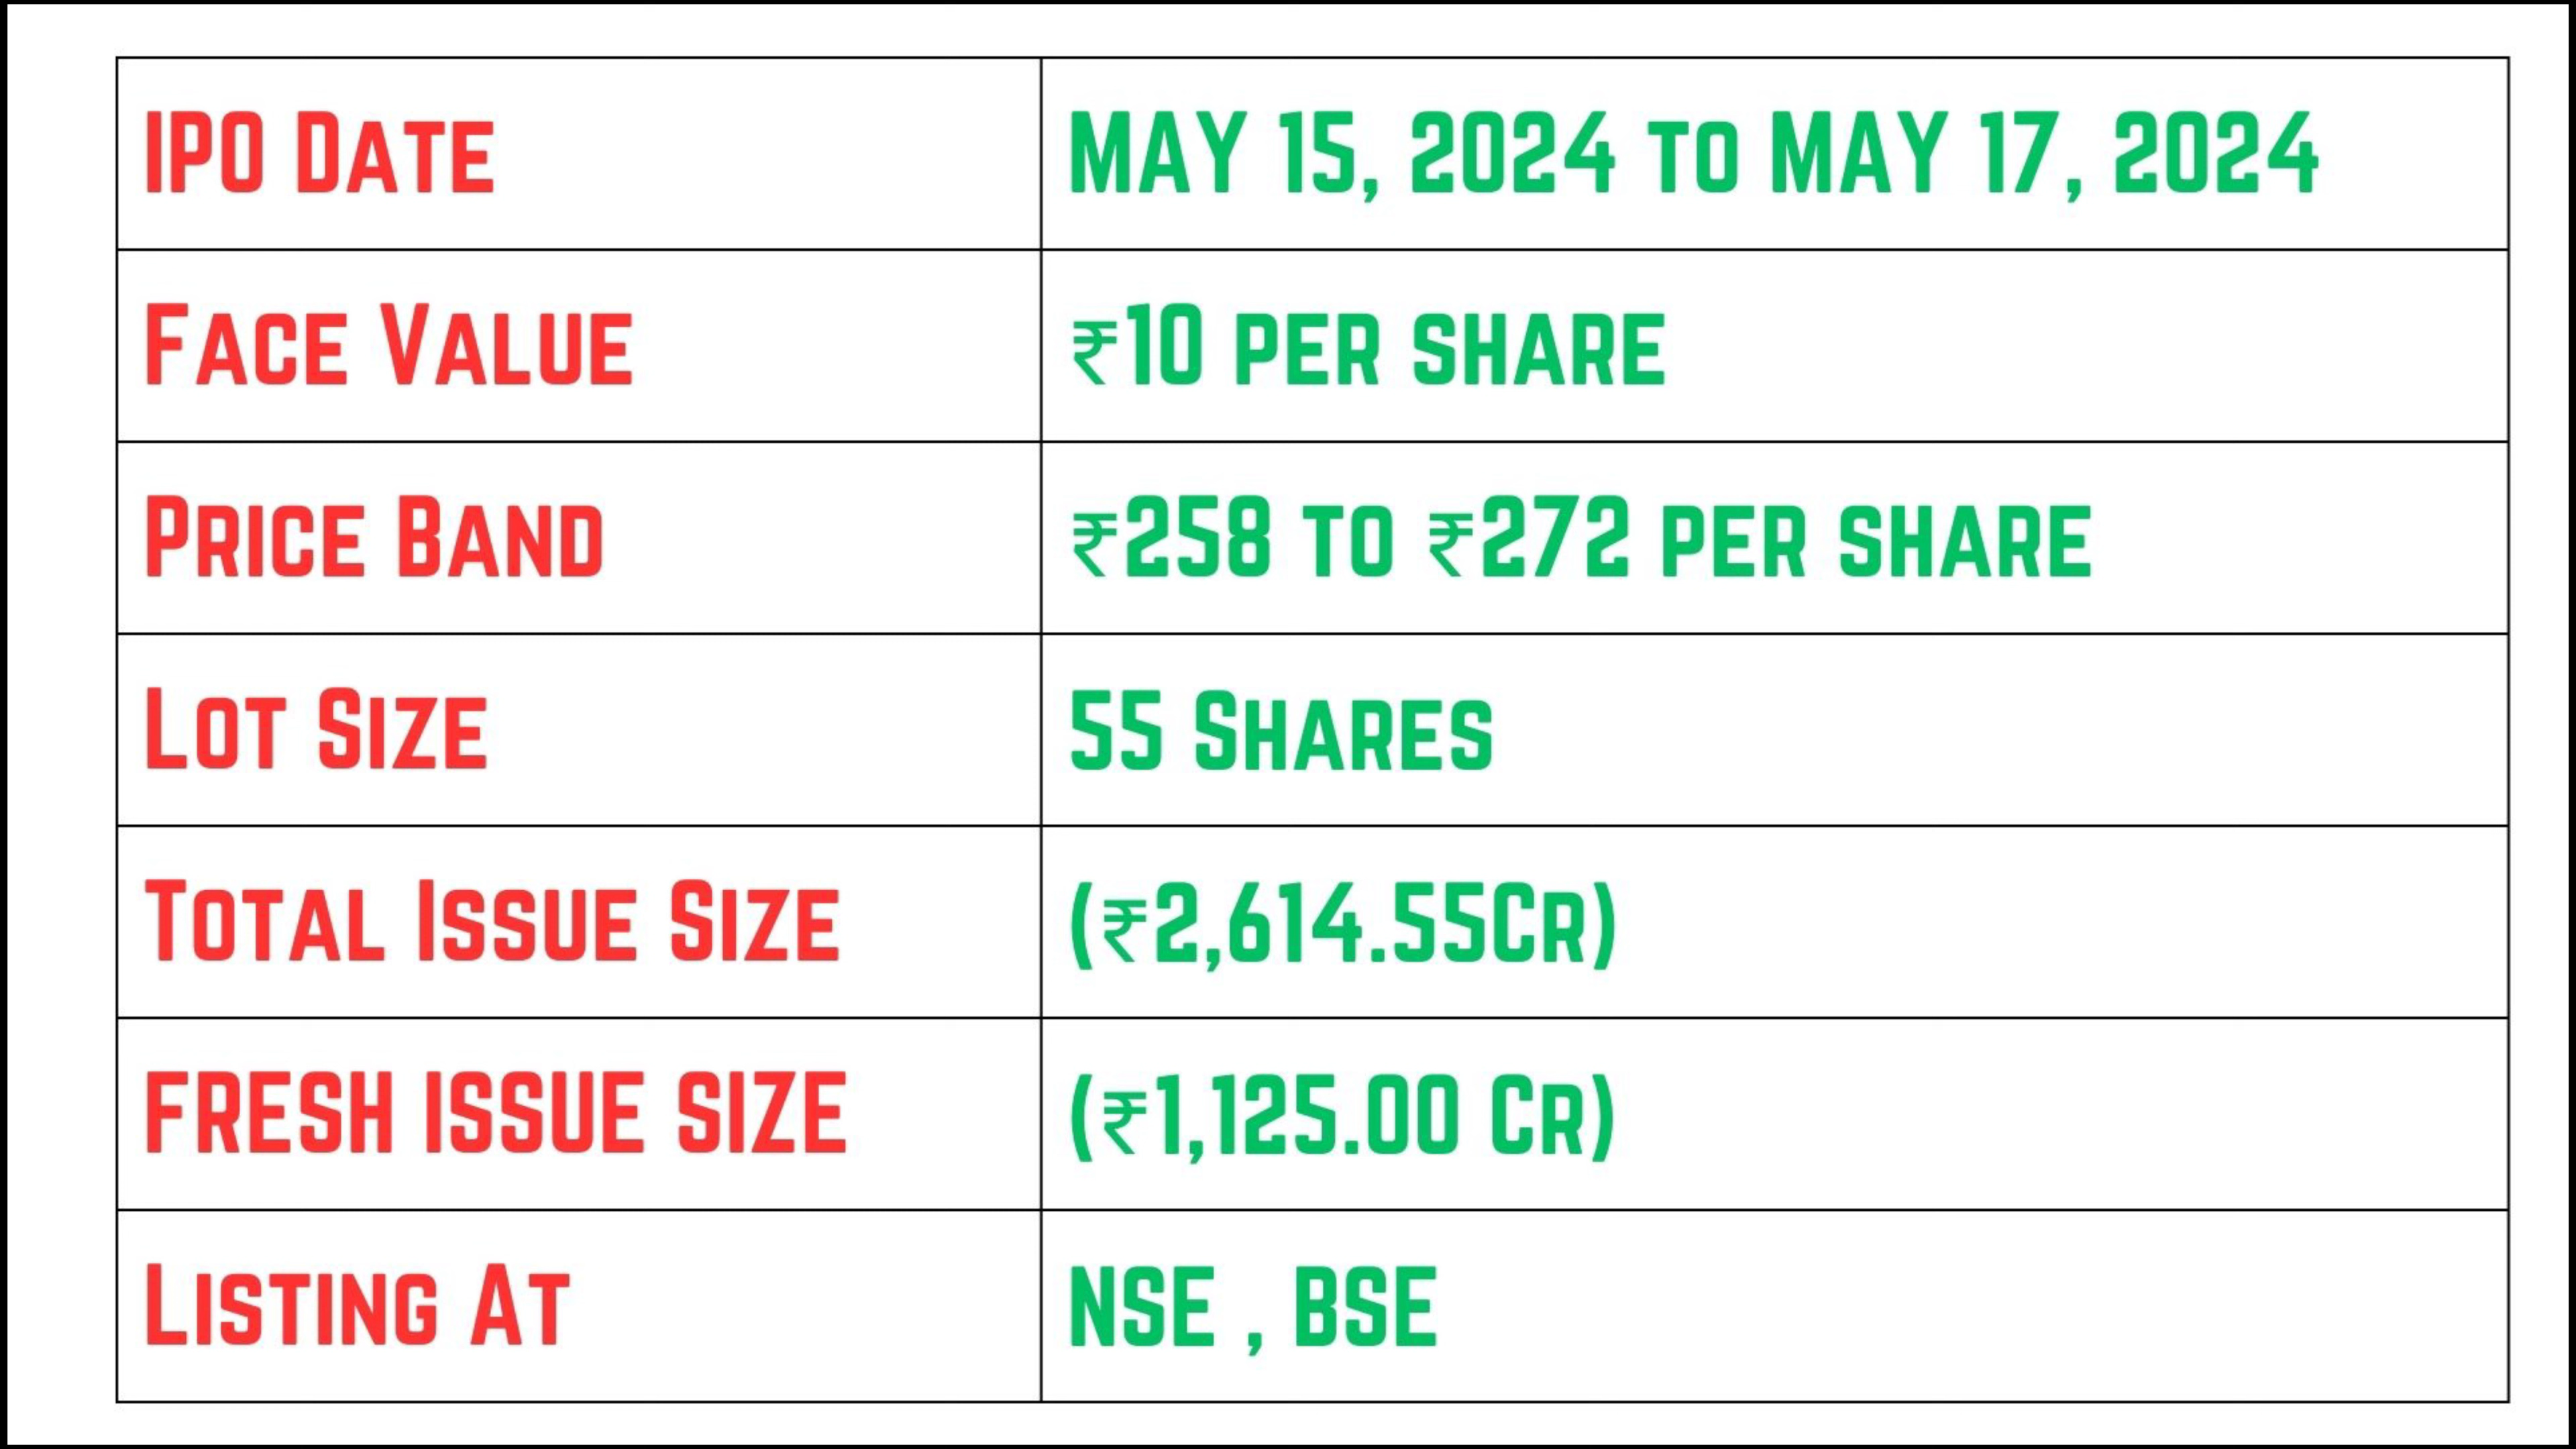 IPO Date
MAY 15, 2024 to MAY 17, 2024
Face Value
₹10 per share
Price Band
₹258 to ₹272 per share
Lot Size
55 Shares
Total Issue Size
(₹2,614.55Cr)
FRESH ISSUE SIZE
(₹1,125.00 Cr)
Listing At
NSE , BSE